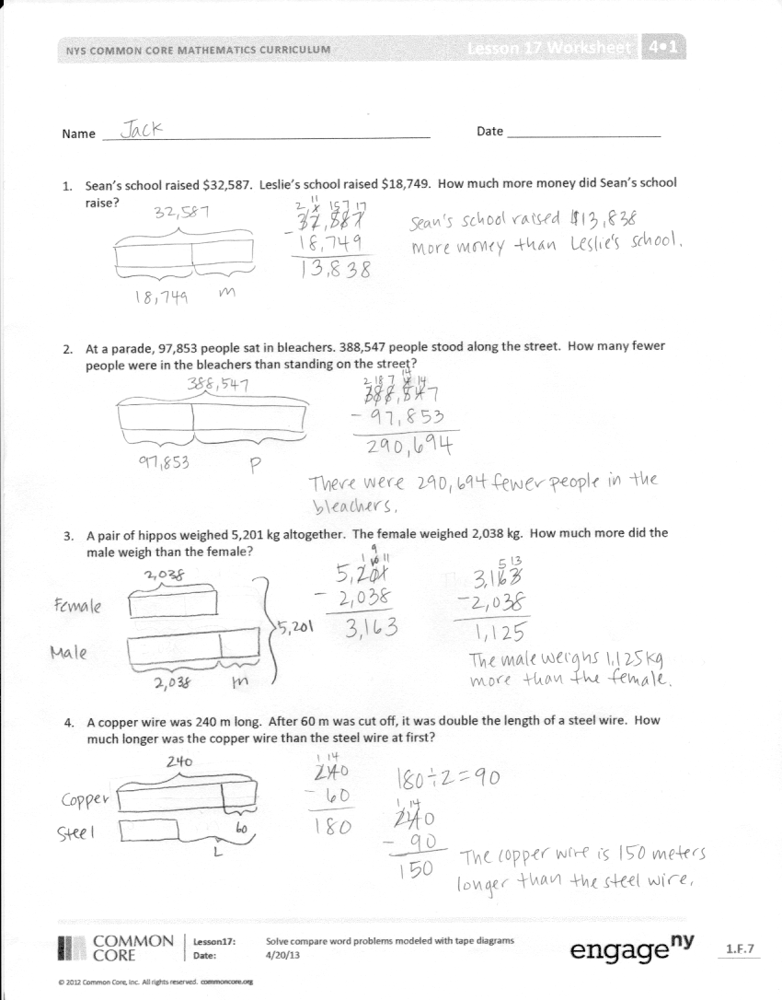 NYS COMMON CORE MATHEMATICS CURRICULUM Lesson 17 Worksheet 4•1
Name Jack Date
1. Sean's school raised $32,587. Leslie's school raised $18,749. How much more money did Sean's school
raise?
32,587
18,749 m
2 11 15 7 17
32,587
- 18,749
13,838
Sean's school raised $13,838
more money than Leslie's school.
2. At a parade, 97,853 people sat in bleachers. 388,547 people stood along the street. How many fewer
people were in the bleachers than standing on the street?
388,547
97,853 P
14
2 18 7 4 14
388,547
- 97,853
290,694
There were 290,694 fewer people in the
bleachers.
3. A pair of hippos weighed 5,201 kg altogether. The female weighed 2,038 kg. How much more did the
male weigh than the female?
2,038
Female
Male
2,038 m
5,201
9
1 10 11
5,201
- 2,038
3,163
5 13
3,163
- 2,038
1,125
The male weighs 1,125 kg
more than the female.
4. A copper wire was 240 m long. After 60 m was cut off, it was double the length of a steel wire. How
much longer was the copper wire than the steel wire at first?
240
Copper
Steel 60
L
1 14
240
- 60
180
180÷2=90
1 14
240
- 90
150
The copper wire is 150 meters
longer than the steel wire.
COMMON CORE
Lesson17: Solve compare word problems modeled with tape diagrams
Date: 4/20/13
engage ny
1.F.7
© 2012 Common Core, Inc. All rights reserved. commoncore.org